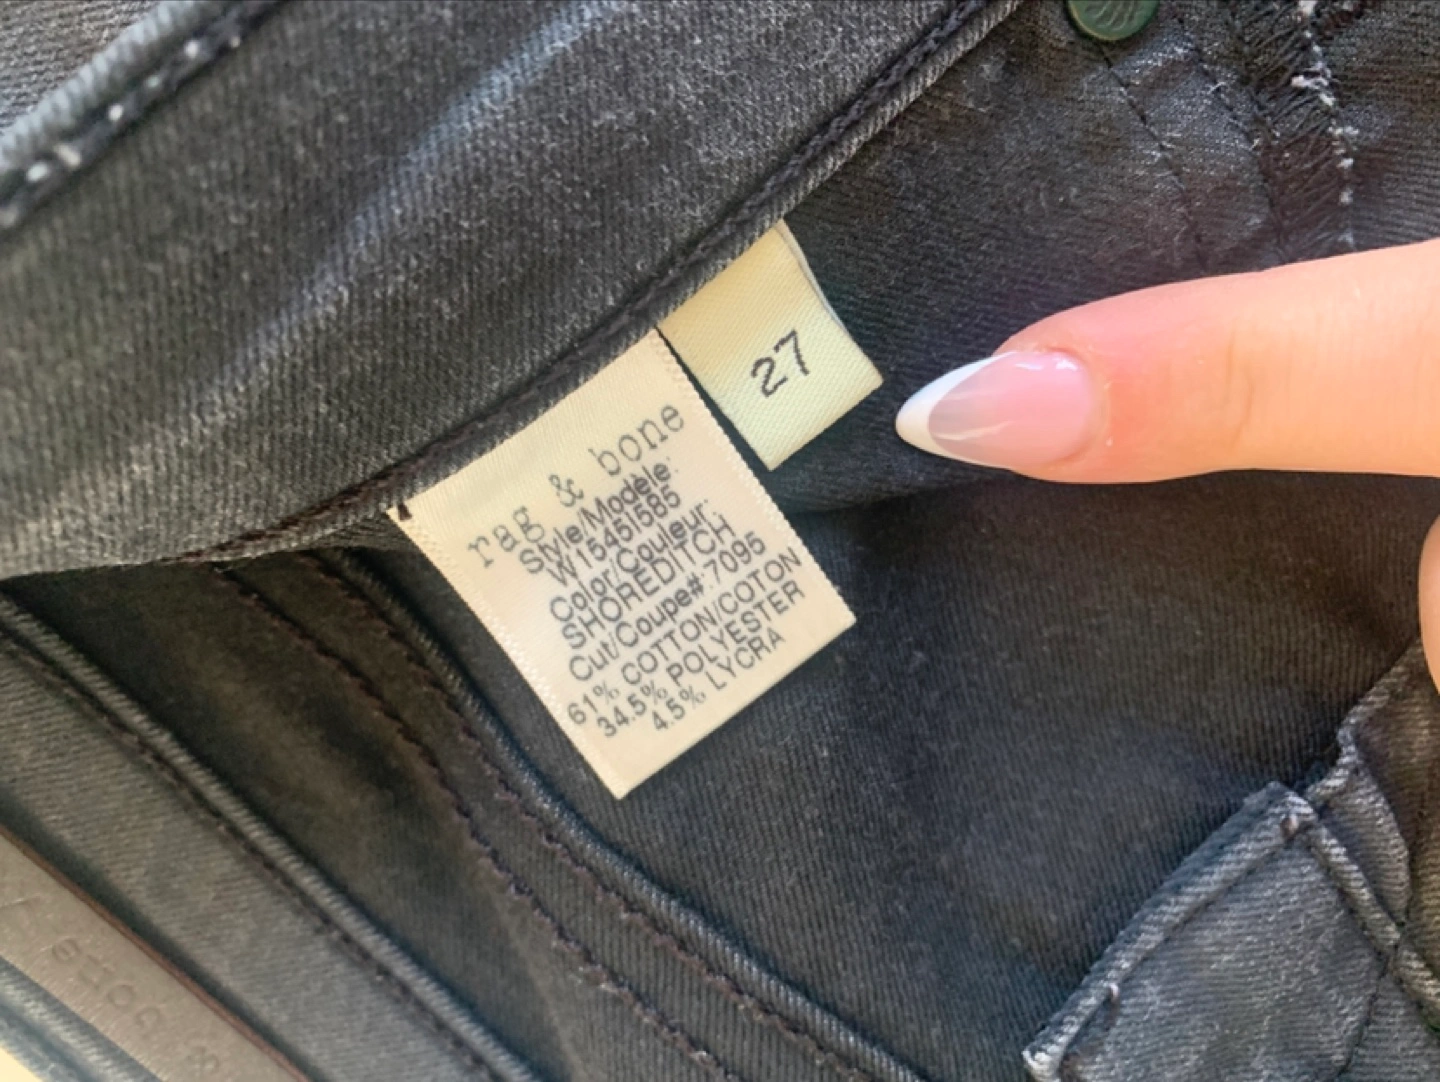 27
rag & bone
Style/Modèle:
W1545I585
Color/Couleur:
SHOREDITCH
Cut/Coupe#: 7095
61% COTTON/COTON
34.5% POLYESTER
4.5% LYCRA